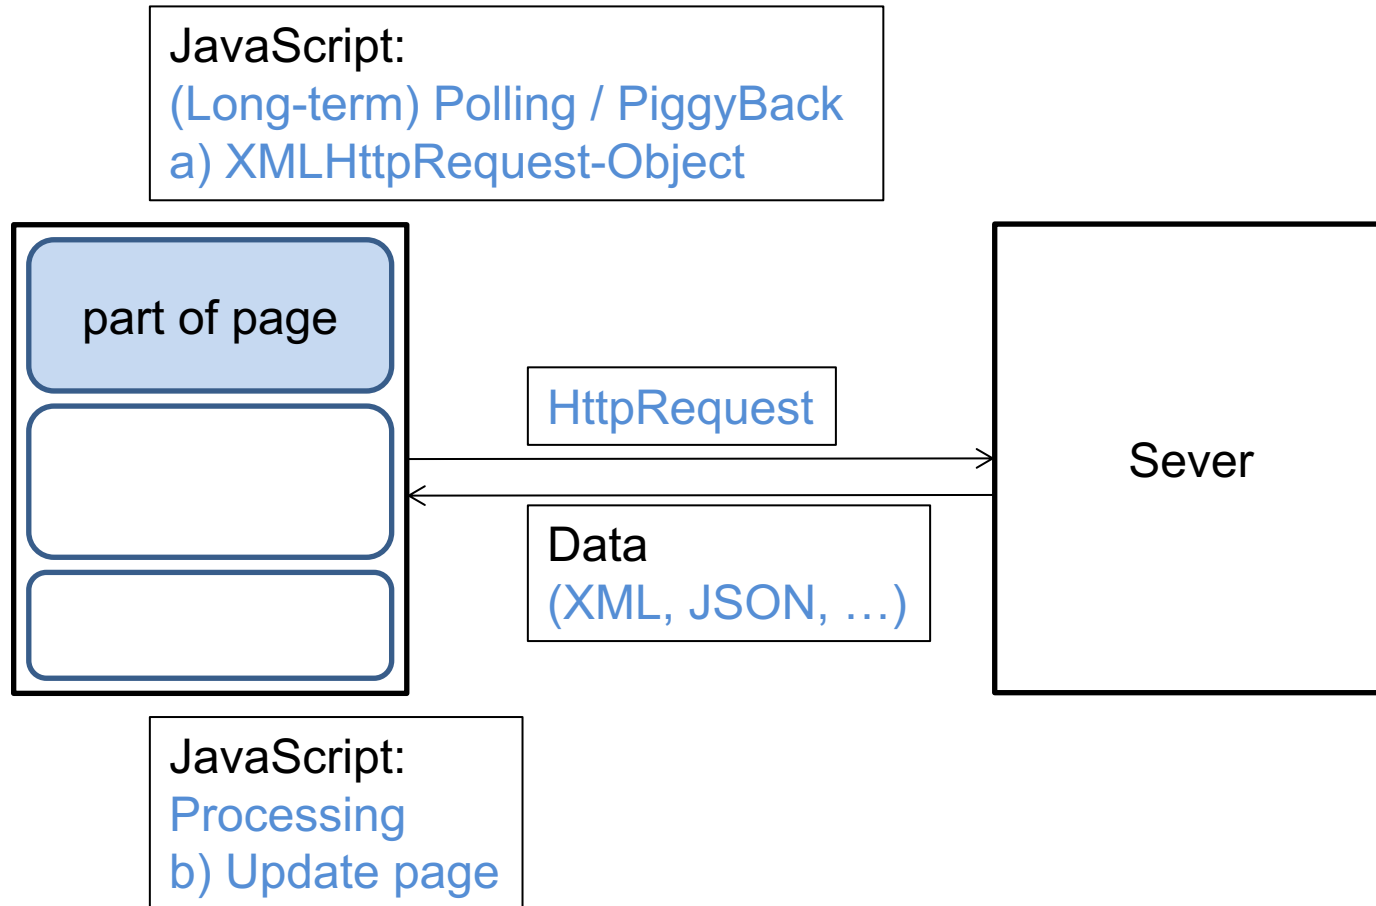 JavaScript:
(Long-term) Polling / PiggyBack
a) XMLHttpRequest-Object
part of page
HttpRequest
Sever
Data
(XML, JSON, …)
JavaScript:
Processing
b) Update page